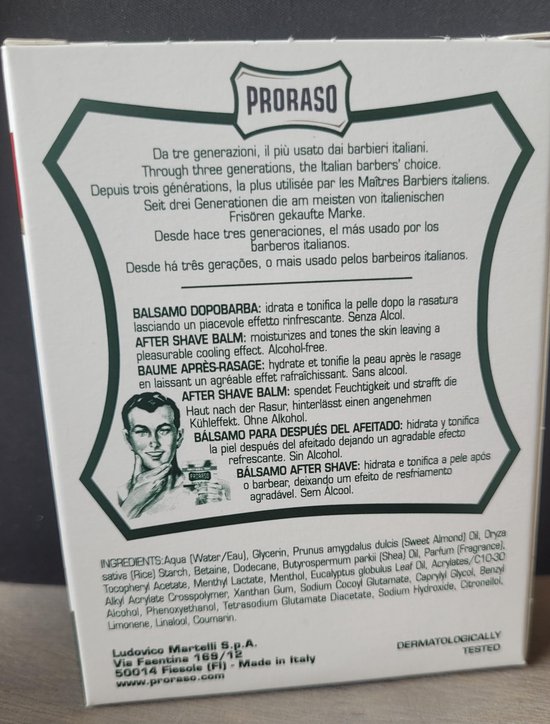 PRORASO
Da tre generazioni, il più usato dai barbieri italiani.
Through three generations, the Italian barbers' choice.
Depuis trois générations, la plus utilisée par les Maîtres Barbiers italiens.
Seit drei Generationen die am meisten von italienischen
Frisören gekaufte Marke.
Desde hace tres generaciones, el más usado por los
barberos italianos.
Desde há três gerações, o mais usado pelos barbeiros italianos.
BALSAMO DOPOBARBA: idrata e tonifica la pelle dopo la rasatura
lasciando un piacevole effetto rinfrescante. Senza Alcol.
AFTER SHAVE BALM: moisturizes and tones the skin leaving a
pleasurable cooling effect. Alcohol-free.
BAUME APRÈS-RASAGE: hydrate et tonifie la peau après le rasage
en laissant un agréable effet rafraîchissant. Sans alcool.
AFTER SHAVE BALM: spendet Feuchtigkeit und strafft die
Haut nach der Rasur, hinterlässt einen angenehmen
Kühleffekt. Ohne Alkohol.
BÁLSAMO PARA DESPUÉS DEL AFEITADO: hidrata y tonifica
la piel después del afeitado dejando un agradable efecto
refrescante. Sin Alcohol.
BÁLSAMO AFTER SHAVE: hidrata e tonifica a pele após
o barbear, deixando um efeito de resfriamento
agradável. Sem Alcool.
PRORASO
INGREDIENTS:Aqua (Water/Eau), Glycerin, Prunus amygdalus dulcis (Sweet Almond) Oil, Oryza
sativa (Rice) Starch, Betaine, Dodecane, Butyrospermum parkii (Shea) Oil, Parfum (Fragrance),
Tocopheryl Acetate, Menthyl Lactate, Menthol, Eucalyptus globulus Leaf Oil, Acrylates/C10-30
Alkyl Acrylate Crosspolymer, Xanthan Gum, Sodium Cocoyl Glutamate, Caprylyl Glycol, Benzyl
Alcohol, Phenoxyethanol, Tetrasodium Glutamate Diacetate, Sodium Hydroxide, Citronellol,
Limonene, Linalool, Coumarin.
Ludovico Martelli S.p.A.
Via Faentina 169/12
50014 Fiesole (FI) - Made in Italy
www.proraso.com
DERMATOLOGICALLY
TESTED